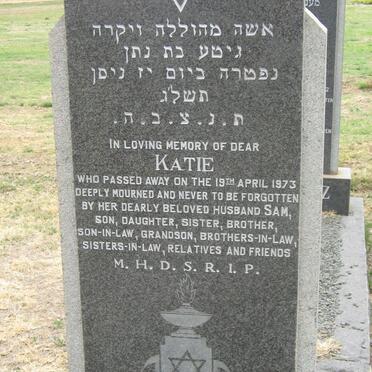 אשה מהוללה ויקרה
גיטע בת נתן
נפטרה ביום יז ניסן
תשל'ג
ת. נ. צ. ב. ה.
IN LOVING MEMORY OF DEAR
KATIE
WHO PASSED AWAY ON THE 19TH APRIL 1973
DEEPLY MOURNED AND NEVER TO BE FORGOTTEN
BY HER DEARLY BELOVED HUSBAND SAM,
SON, DAUGHTER, SISTER, BROTHER,
SON-IN-LAW, GRANDSON, BROTHERS-IN-LAW,
SISTERS-IN-LAW, RELATIVES AND FRIENDS
M. H. D. S. R. I. P.